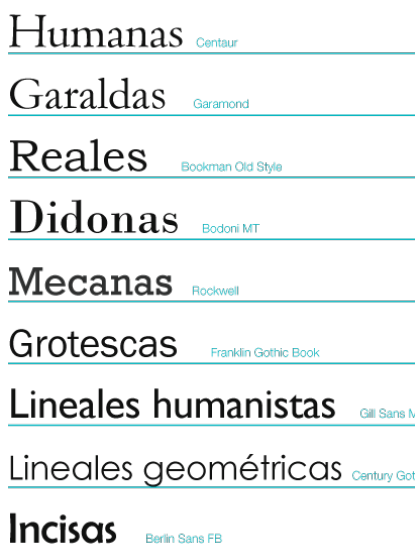 Humanas Centaur
Garaldas Garamond
Reales Bookman Old Style
Didonas Bodoni MT
Mecanas Rockwell
Grotescas Franklin Gothic Book
Lineales humanistas Gill Sans M
Lineales geométricas Century Got
Incisas Berlin Sans FB